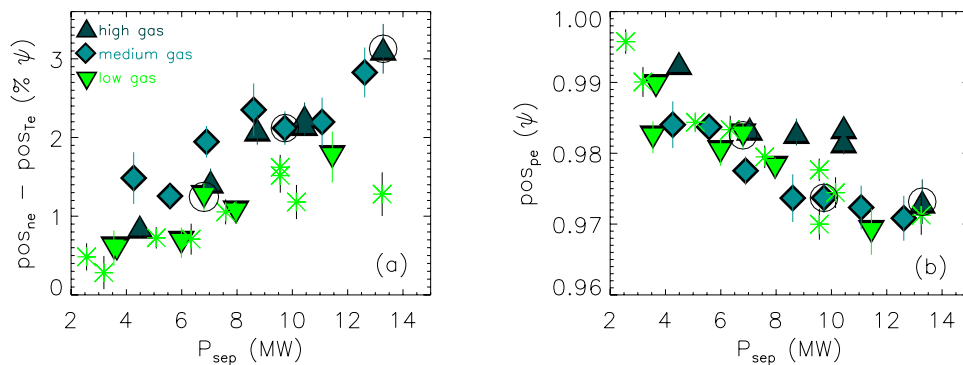 high gas
medium gas
low gas
pos_ne − pos_Te (% ψ)
3
2
1
0
(a)
2 4 6 8 10 12 14
P_sep (MW)
pos_pe (ψ)
1.00
0.99
0.98
0.97
0.96
(b)
2 4 6 8 10 12 14
P_sep (MW)